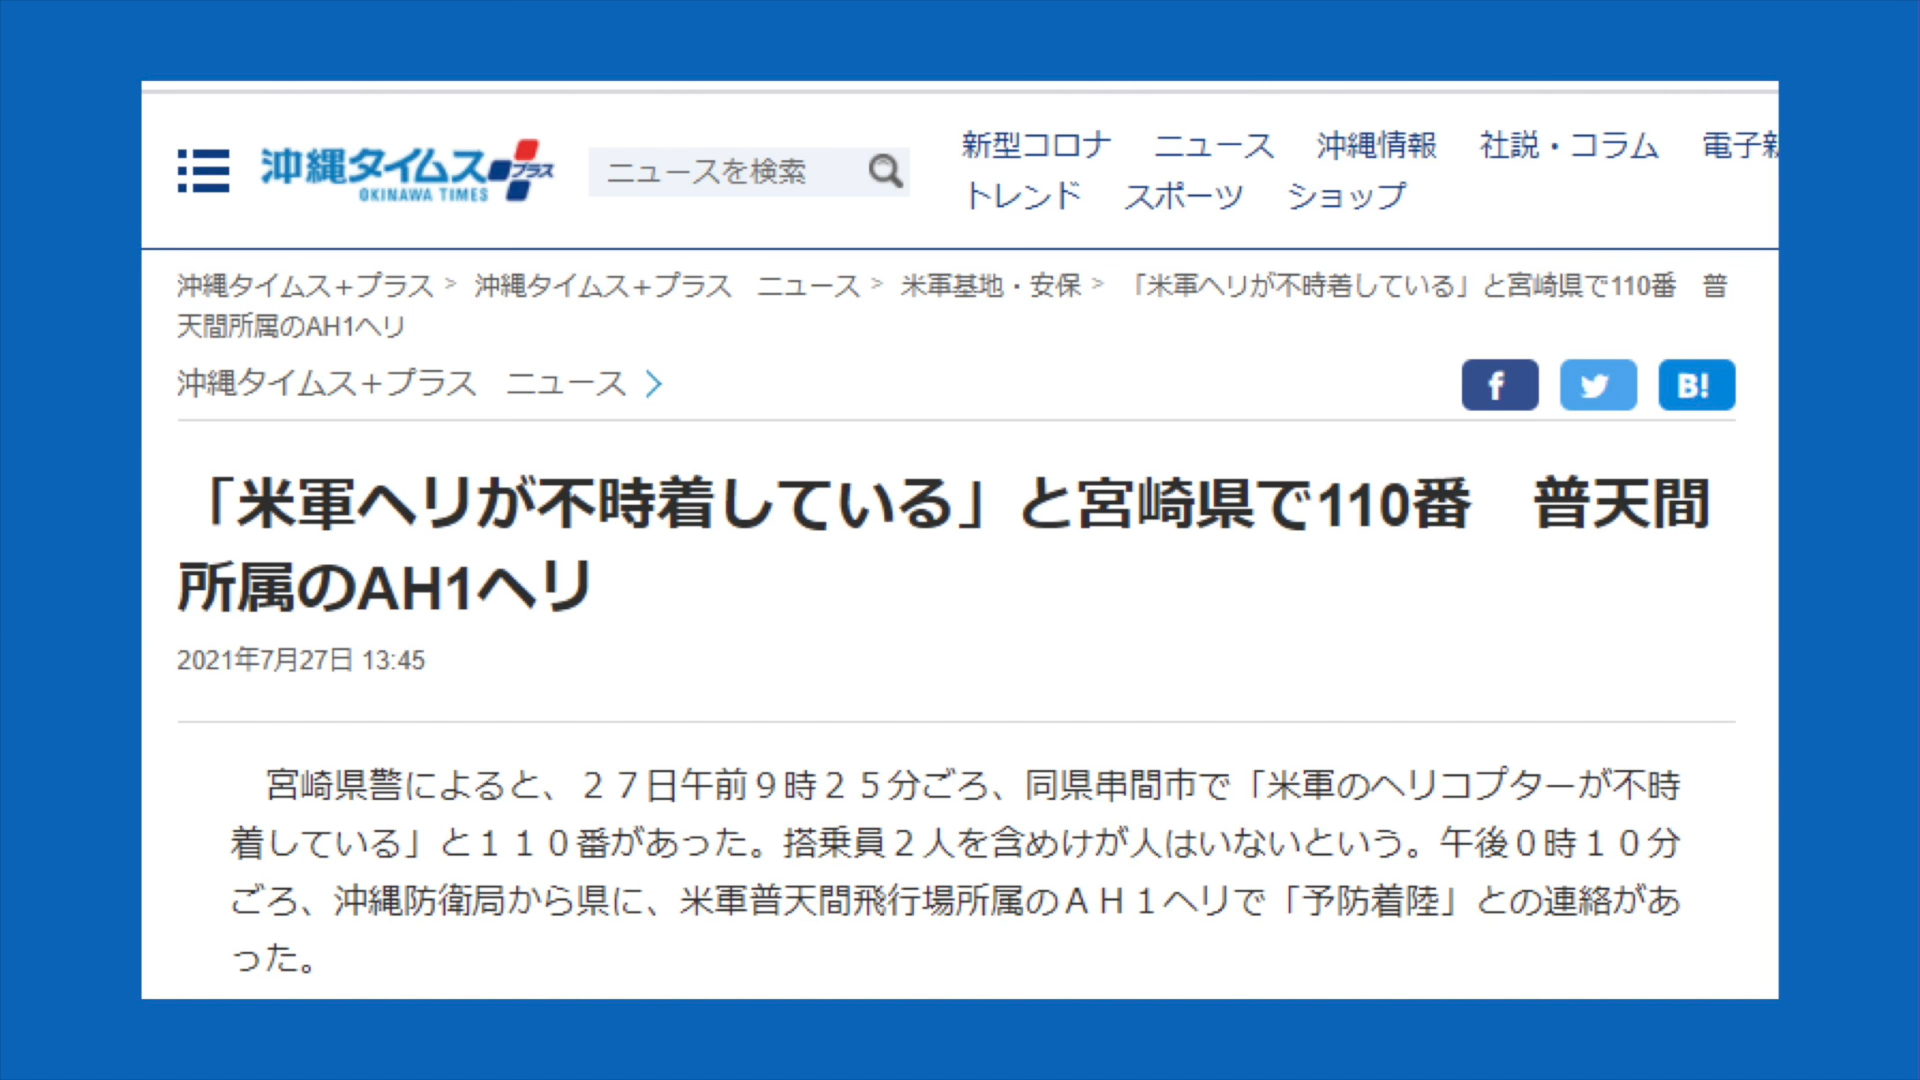 沖縄タイムスプラス
OKINAWA TIMES
ニュースを検索
新型コロナ ニュース 沖縄情報 社説・コラム 電子新
トレンド スポーツ ショップ
沖縄タイムス+プラス > 沖縄タイムス+プラス　ニュース > 米軍基地・安保 > 「米軍ヘリが不時着している」と宮崎県で110番　普
天間所属のAH1ヘリ
沖縄タイムス+プラス　ニュース >
f B!
「米軍ヘリが不時着している」と宮崎県で110番　普天間
所属のAH1ヘリ
2021年7月27日 13:45
宮崎県警によると、２７日午前９時２５分ごろ、同県串間市で「米軍のヘリコプターが不時
着している」と１１０番があった。搭乗員２人を含めけが人はいないという。午後０時１０分
ごろ、沖縄防衛局から県に、米軍普天間飛行場所属のＡＨ１ヘリで「予防着陸」との連絡があ
った。